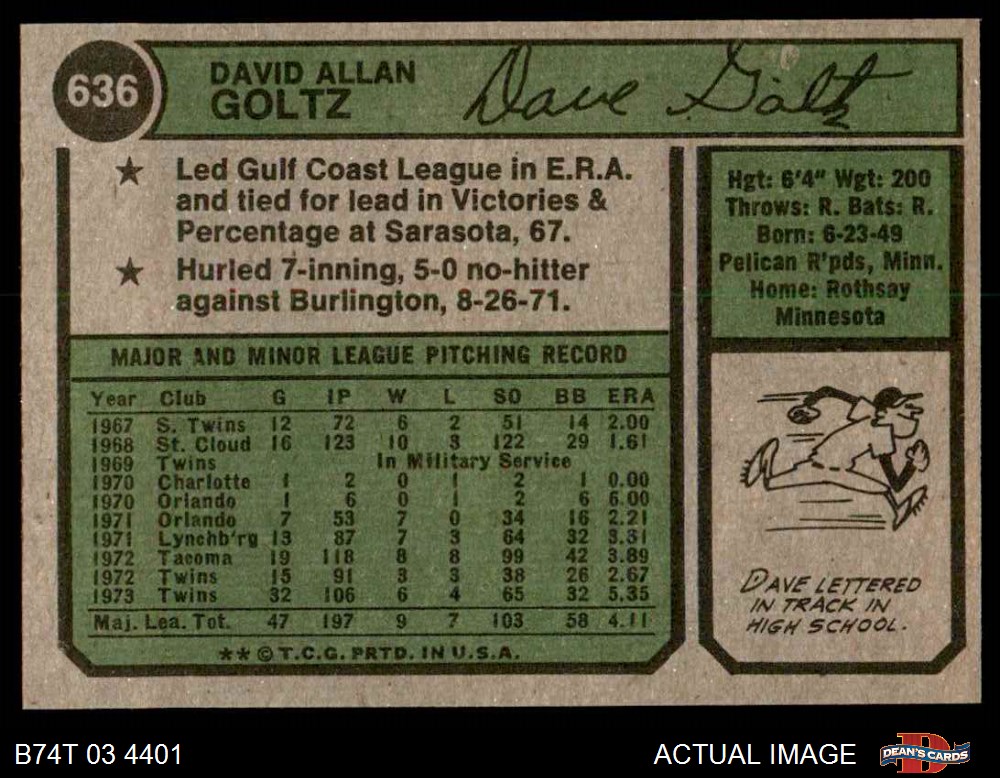 636
DAVID ALLAN
GOLTZ
Dave Goltz
★ Led Gulf Coast League in E.R.A.
and tied for lead in Victories &
Percentage at Sarasota, 67.
★ Hurled 7-inning, 5-0 no-hitter
against Burlington, 8-26-71.
Hgt: 6'4" Wgt: 200
Throws: R. Bats: R.
Born: 6-23-49
Pelican R'pds, Minn.
Home: Rothsay
Minnesota
MAJOR AND MINOR LEAGUE PITCHING RECORD
Year Club G IP W L SO BB ERA
1967 S. Twins 12 72 6 2 51 14 2.00
1968 St. Cloud 16 123 10 3 122 29 1.61
1969 Twins In Military Service
1970 Charlotte 1 2 0 1 2 1 0.00
1970 Orlando 1 6 0 1 2 6 6.00
1971 Orlando 7 53 7 0 34 16 2.21
1971 Lynchb'rg 13 87 7 3 64 32 3.31
1972 Tacoma 19 118 8 8 99 42 3.89
1972 Twins 15 91 3 3 38 26 2.67
1973 Twins 32 106 6 4 65 32 5.35
Maj. Lea. Tot. 47 197 9 7 103 58 4.11
★★ © T.C.G. PRTD. IN U.S.A.
DAVE LETTERED
IN TRACK IN
HIGH SCHOOL.
B74T 03 4401
ACTUAL IMAGE
DEAN'S CARDS